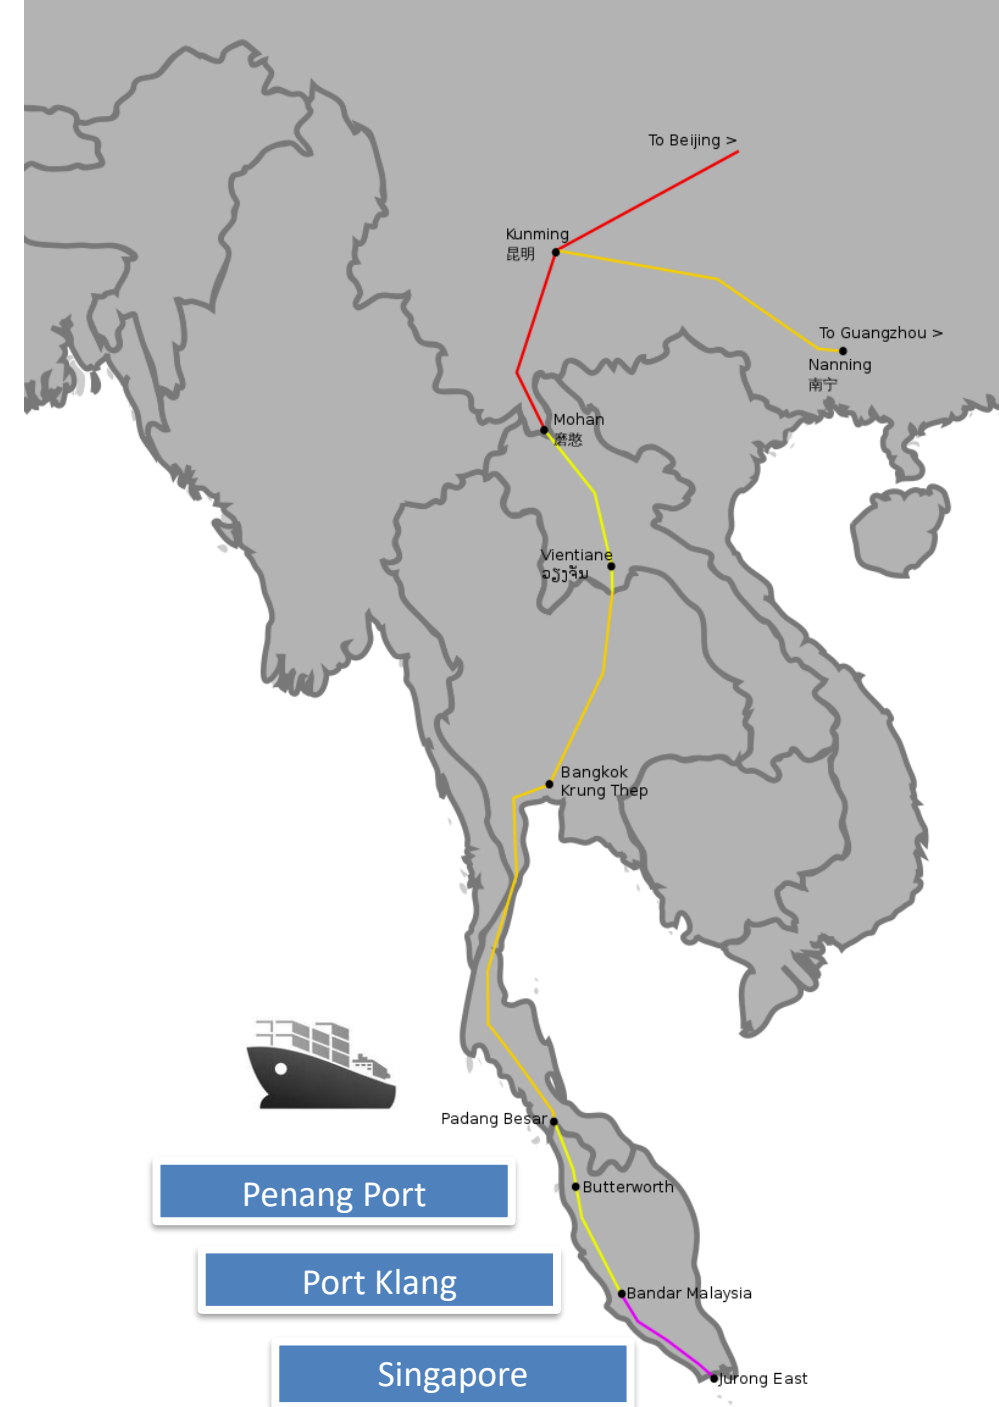 To Beijing >
Kunming
昆明
To Guangzhou >
Nanning
南宁
Mohan
磨憨
Vientiane
ວຽງຈັນ
Bangkok
Krung Thep
Padang Besar
Penang Port
Butterworth
Port Klang
Bandar Malaysia
Singapore
Jurong East